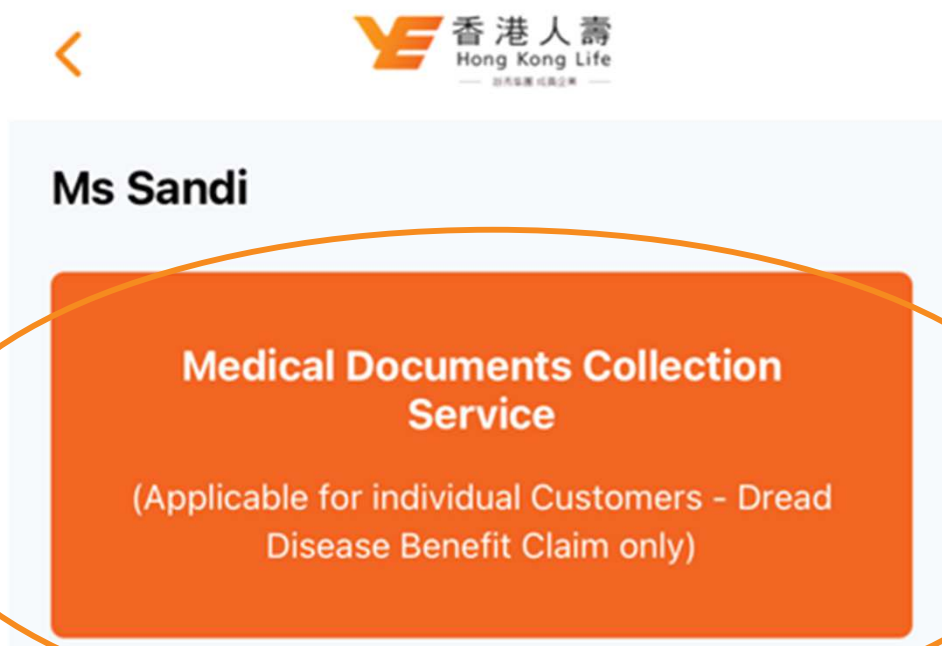 香港人壽
Hong Kong Life
Ms Sandi
Medical Documents Collection
Service
(Applicable for individual Customers - Dread
Disease Benefit Claim only)